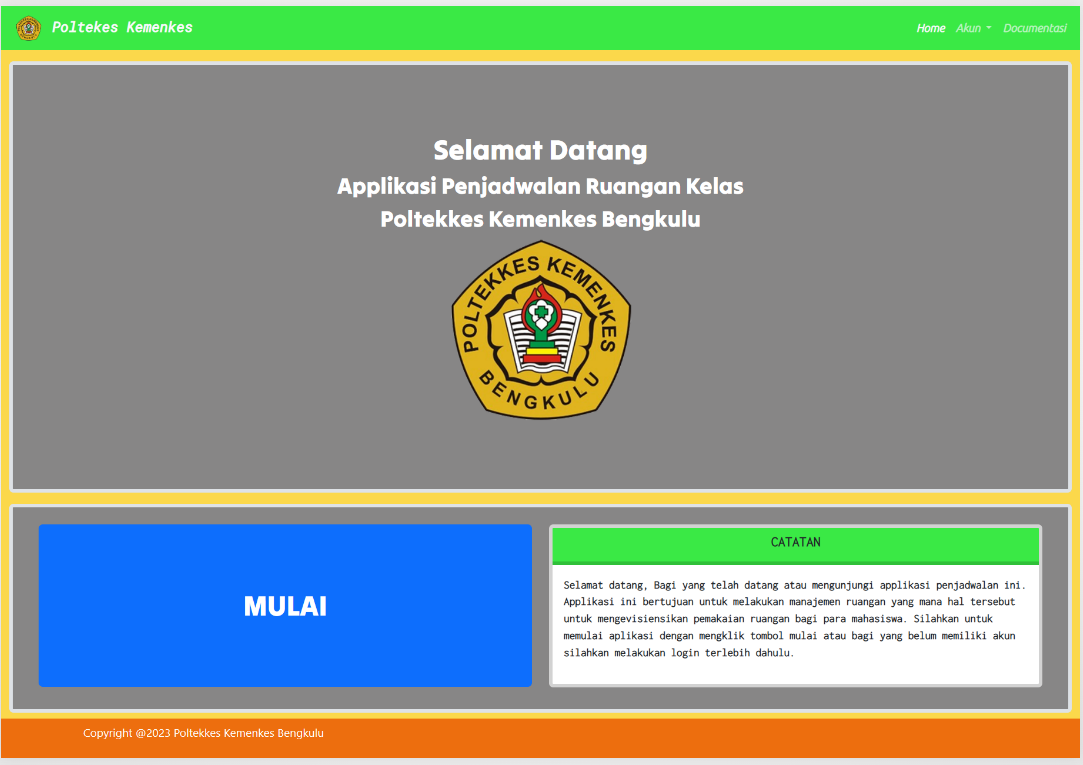 Poltekes Kemenkes
Home Akun Documentasi
Selamat Datang
Applikasi Penjadwalan Ruangan Kelas
Poltekkes Kemenkes Bengkulu
POLTEKKES KEMENKES
BENGKULU
MULAI
CATATAN
Selamat datang, Bagi yang telah datang atau mengunjungi applikasi penjadwalan ini.
Applikasi ini bertujuan untuk melakukan manajemen ruangan yang mana hal tersebut
untuk mengevisiensikan pemakaian ruangan bagi para mahasiswa. Silahkan untuk
memulai aplikasi dengan mengklik tombol mulai atau bagi yang belum memiliki akun
silahkan melakukan login terlebih dahulu.
Copyright @2023 Poltekkes Kemenkes Bengkulu